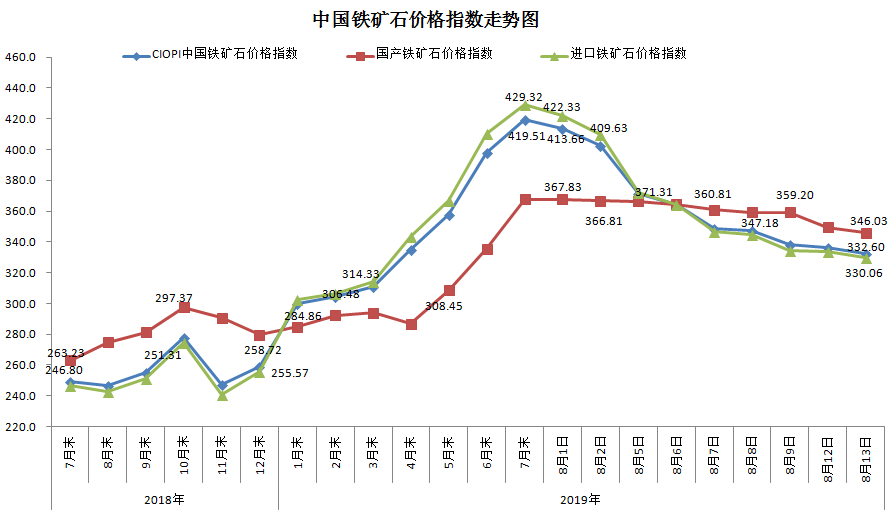 中国铁矿石价格指数走势图
CIOPI中国铁矿石价格指数 国产铁矿石价格指数 进口铁矿石价格指数
460.0
440.0
420.0
400.0
380.0
360.0
340.0
320.0
300.0
280.0
260.0
240.0
220.0
263.23
246.80
251.31
297.37
258.72
255.57
284.86
306.48
314.33
308.45
429.32
419.51
422.33
413.66
367.83
409.63
366.81
371.31
360.81
347.18
359.20
346.03
332.60
330.06
7月末
8月末
9月末
10月末
11月末
12月末
1月末
2月末
3月末
4月末
5月末
6月末
7月末
8月1日
8月2日
8月5日
8月6日
8月7日
8月8日
8月9日
8月12日
8月13日
2018年 2019年